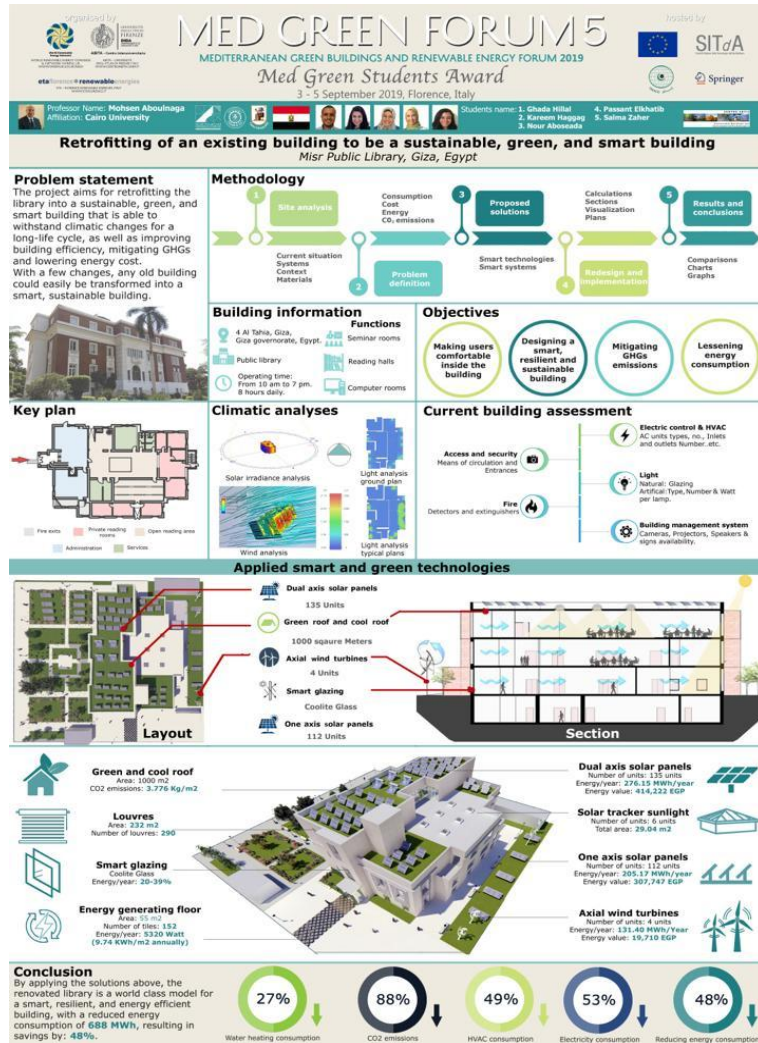 organised by
MED GREEN FORUM 5
hosted by
MEDITERRANEAN GREEN BUILDINGS AND RENEWABLE ENERGY FORUM 2019
Med Green Students Award
3 - 5 September 2019, Florence, Italy
SITdA
Springer
etaflorence renewableenergies
Professor Name: Mohsen Aboulnaga
Affiliation: Cairo University
Students name: 1. Ghada Hillal
2. Kareem Haggag
3. Nour Aboseada
4. Passant Elkhatib
5. Salma Zaher
Retrofitting of an existing building to be a sustainable, green, and smart building
Misr Public Library, Giza, Egypt
Problem statement
The project aims for retrofitting the
library into a sustainable, green, and
smart building that is able to
withstand climatic changes for a
long-life cycle, as well as improving
building efficiency, mitigating GHGs
and lowering energy cost.
With a few changes, any old building
could easily be transformed into a
smart, sustainable building.
Methodology
1
Site analysis
Current situation
Systems
Context
Materials
Consumption
Cost
Energy
CO₂ emissions
2
Problem
definition
3
Proposed
solutions
Smart technologies
Smart systems
Calculations
Sections
Visualization
Plans
4
Redesign and
implementation
5
Results and
conclusions
Comparisons
Charts
Graphs
Building information
4 Al Tahia, Giza,
Giza governorate, Egypt.
Public library
Operating time:
From 10 am to 7 pm.
8 hours daily.
Functions
Seminar rooms
Reading halls
Computer rooms
Objectives
Making users
comfortable
inside the
building
Designing a
smart,
resilient and
sustainable
building
Mitigating
GHGs
emissions
Lessening
energy
consumption
Key plan
Fire exits
Private reading
rooms
Open reading area
Administration
Services
Climatic analyses
Solar irradiance analysis
Light analysis
ground plan
Wind analysis
Light analysis
typical plans
Current building assessment
Electric control & HVAC
AC units types, no., Inlets
and outlets Number..etc.
Access and security
Means of circulation and
Entrances
Light
Natural: Glazing
Artifical:Type, Number & Watt
per lamp.
Fire
Detectors and extinguishers
Building management system
Cameras, Projectors, Speakers &
signs availability.
Applied smart and green technologies
Dual axis solar panels
135 Units
Green roof and cool roof
1000 sqaure Meters
Axial wind turbines
4 Units
Smart glazing
Coolite Glass
One axis solar panels
112 Units
Layout
Section
Green and cool roof
Area: 1000 m2
CO2 emissions: 3.776 Kg/m2
Louvres
Area: 232 m2
Number of louvres: 290
Smart glazing
Coolite Glass
Energy/year: 20-39%
Energy generating floor
Area: 55 m2
Number of tiles: 152
Energy/year: 5320 Watt
(9.74 KWh/m2 annually)
Dual axis solar panels
Number of units: 135 units
Energy/year: 276.15 MWh/year
Energy value: 414,222 EGP
Solar tracker sunlight
Number of units: 6 units
Total area: 29.04 m2
One axis solar panels
Number of units: 112 units
Energy/year: 205.17 MWh/year
Energy value: 307,747 EGP
Axial wind turbines
Number of units: 4 units
Energy/year: 131.40 MWh/Year
Energy value: 19,710 EGP
Conclusion
By applying the solutions above, the
renovated library is a world class model for
a smart, resilient, and energy efficient
building, with a reduced energy
consumption of 688 MWh, resulting in
savings by: 48%.
27%
Water heating consumption
88%
CO2 emissions
49%
HVAC consumption
53%
Electricity consumption
48%
Reducing energy consumption